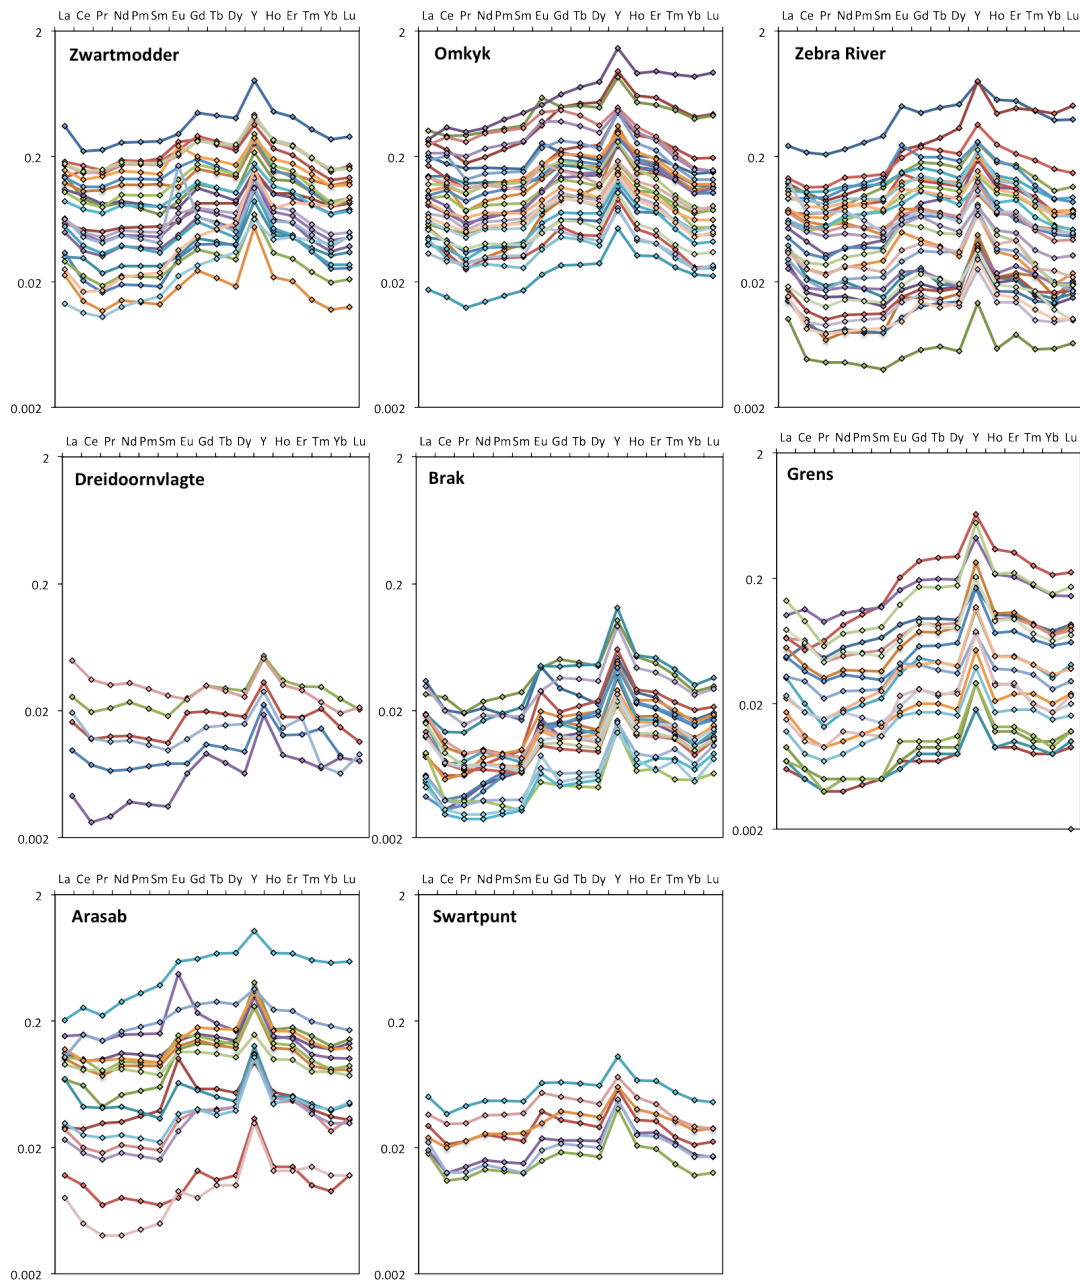 La Ce Pr Nd Pm Sm Eu Gd Tb Dy Y Ho Er Tm Yb Lu
2
Zwartmodder
0.2
0.02
0.002
La Ce Pr Nd Pm Sm Eu Gd Tb Dy Y Ho Er Tm Yb Lu
2
Omkyk
0.2
0.02
0.002
La Ce Pr Nd Pm Sm Eu Gd Tb Dy Y Ho Er Tm Yb Lu
2
Zebra River
0.2
0.02
0.002
La Ce Pr Nd Pm Sm Eu Gd Tb Dy Y Ho Er Tm Yb Lu
2
Dreidoornvlagte
0.2
0.02
0.002
La Ce Pr Nd Pm Sm Eu Gd Tb Dy Y Ho Er Tm Yb Lu
2
Brak
0.2
0.02
0.002
La Ce Pr Nd Pm Sm Eu Gd Tb Dy Y Ho Er Tm Yb Lu
2
Grens
0.2
0.02
0.002
La Ce Pr Nd Pm Sm Eu Gd Tb Dy Y Ho Er Tm Yb Lu
2
Arasab
0.2
0.02
0.002
La Ce Pr Nd Pm Sm Eu Gd Tb Dy Y Ho Er Tm Yb Lu
2
Swartpunt
0.2
0.02
0.002